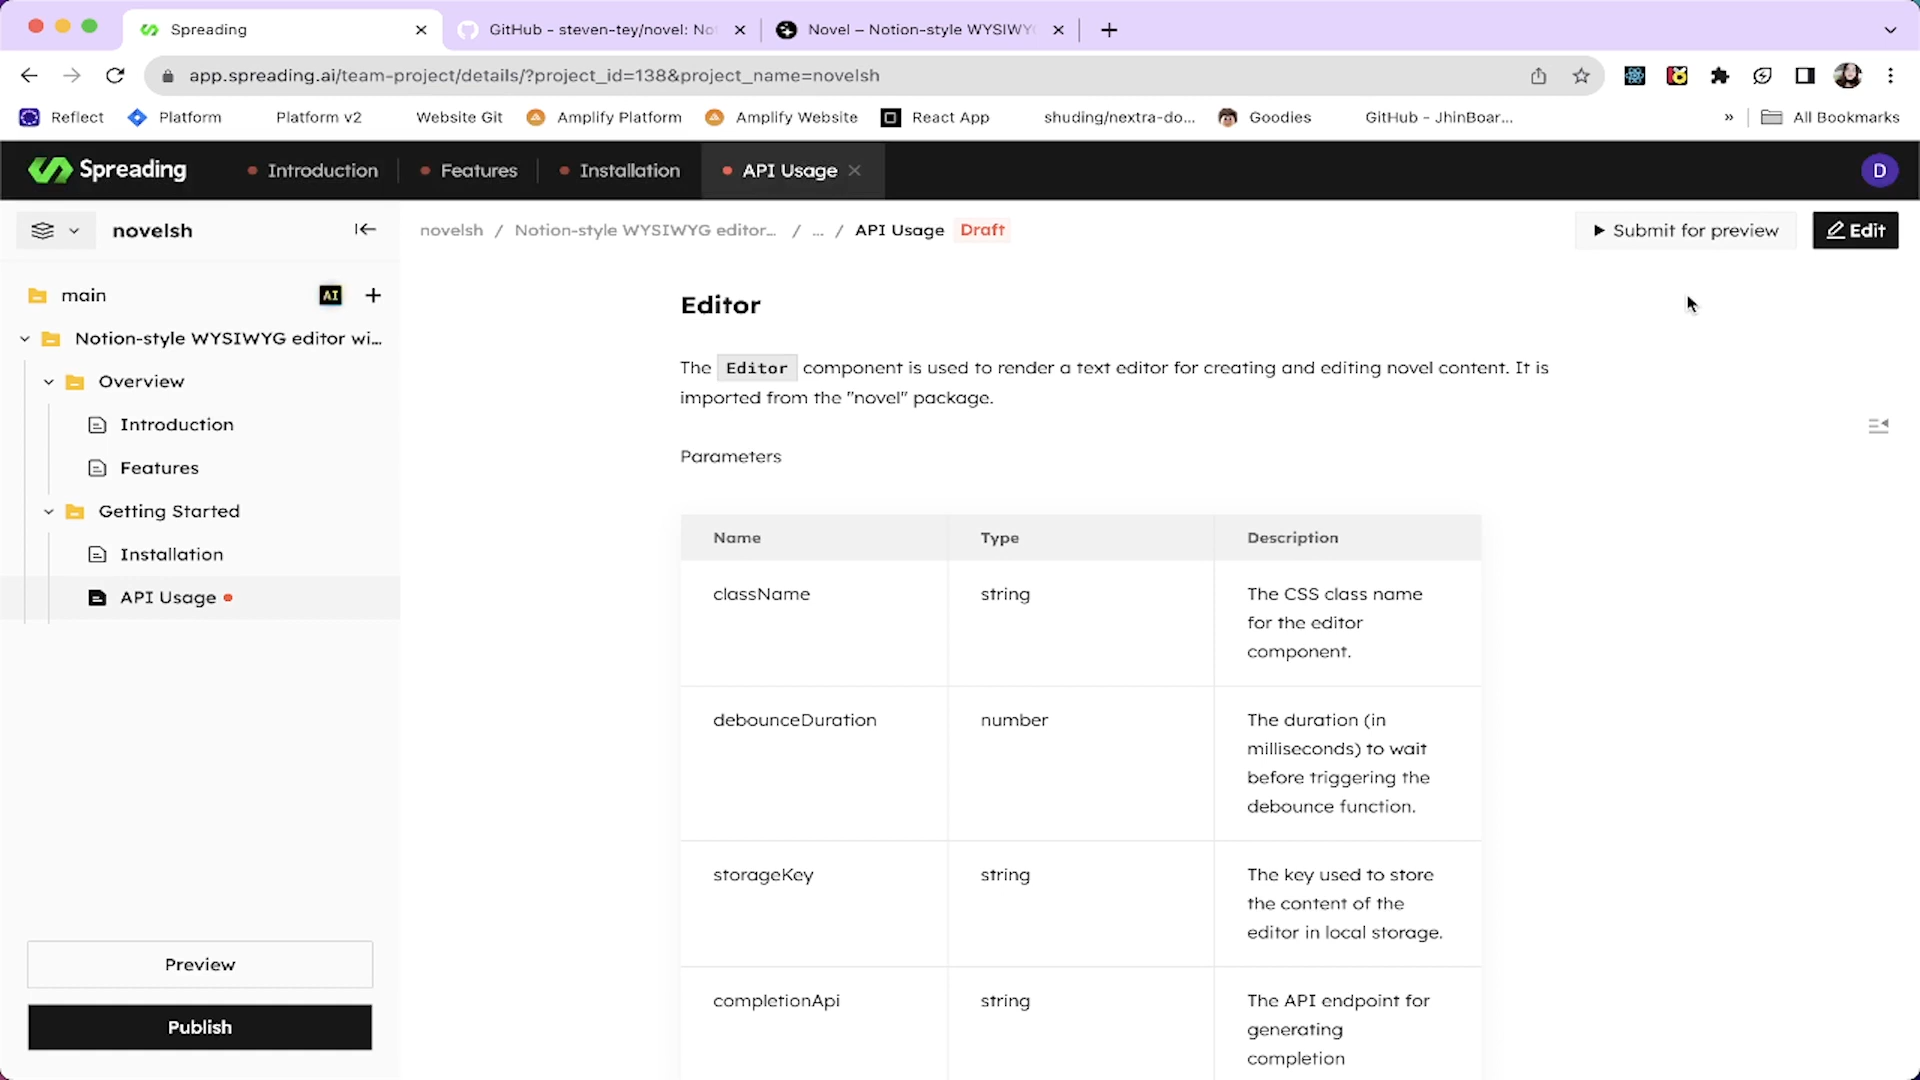 Spreading
GitHub - steven-tey/novel: No
Novel – Notion-style WYSIWY
app.spreading.ai/team-project/details/?project_id=138&project_name=novelsh
Reflect
Platform
Platform v2
Website Git
Amplify Platform
Amplify Website
React App
shuding/nextra-do...
Goodies
GitHub - JhinBoar...
»
All Bookmarks
Spreading
Introduction
Features
Installation
API Usage
D
novelsh
novelsh / Notion-style WYSIWYG editor... / ... / API Usage Draft
Submit for preview
Edit
main
AI
Notion-style WYSIWYG editor wi...
Overview
Introduction
Features
Getting Started
Installation
API Usage
Preview
Publish
Editor
The Editor component is used to render a text editor for creating and editing novel content. It is
imported from the "novel" package.
Parameters
Name Type Description
className string The CSS class name
for the editor
component.
debounceDuration number The duration (in
milliseconds) to wait
before triggering the
debounce function.
storageKey string The key used to store
the content of the
editor in local storage.
completionApi string The API endpoint for
generating
completion